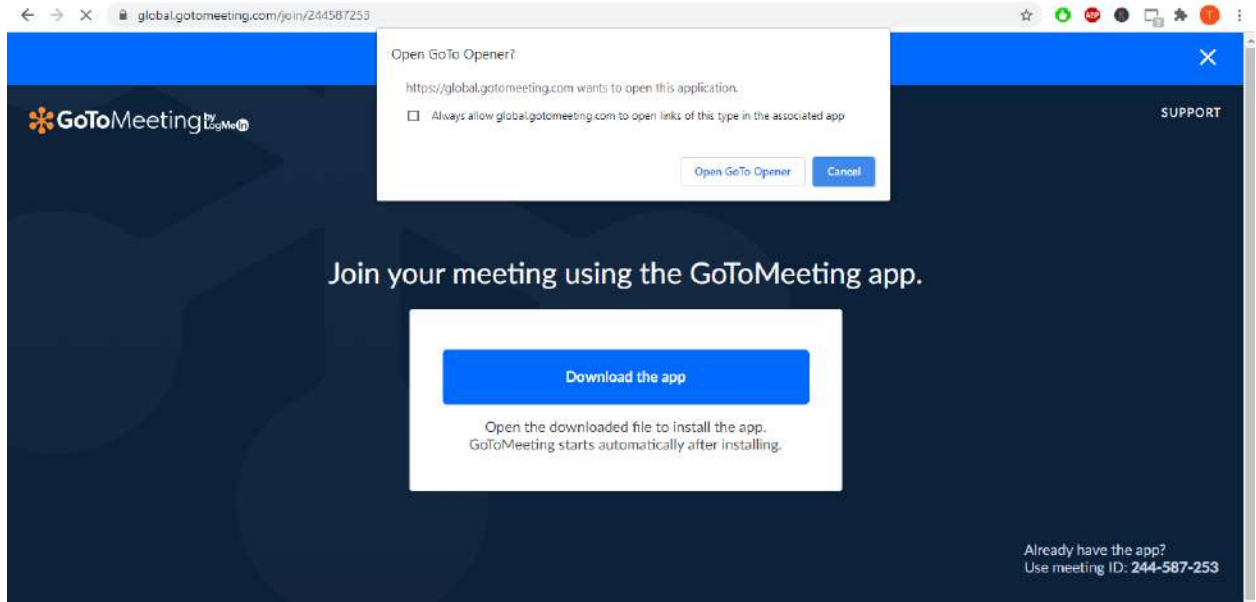 global.gotomeeting.com/join/244587253
ABP
T
Open GoTo Opener?
https://global.gotomeeting.com wants to open this application.
Always allow global.gotomeeting.com to open links of this type in the associated app
Open GoTo Opener Cancel
GoToMeeting by LogMeIn
SUPPORT
Join your meeting using the GoToMeeting app.
Download the app
Open the downloaded file to install the app.
GoToMeeting starts automatically after installing.
Already have the app?
Use meeting ID: 244-587-253